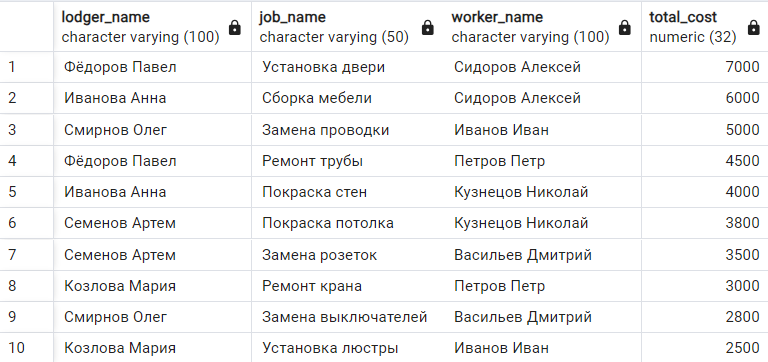 lodger_name job_name worker_name total_cost
character varying (100) character varying (50) character varying (100) numeric (32)
1 Фёдоров Павел Установка двери Сидоров Алексей 7000
2 Иванова Анна Сборка мебели Сидоров Алексей 6000
3 Смирнов Олег Замена проводки Иванов Иван 5000
4 Фёдоров Павел Ремонт трубы Петров Петр 4500
5 Иванова Анна Покраска стен Кузнецов Николай 4000
6 Семенов Артем Покраска потолка Кузнецов Николай 3800
7 Семенов Артем Замена розеток Васильев Дмитрий 3500
8 Козлова Мария Ремонт крана Петров Петр 3000
9 Смирнов Олег Замена выключателей Васильев Дмитрий 2800
10 Козлова Мария Установка люстры Иванов Иван 2500